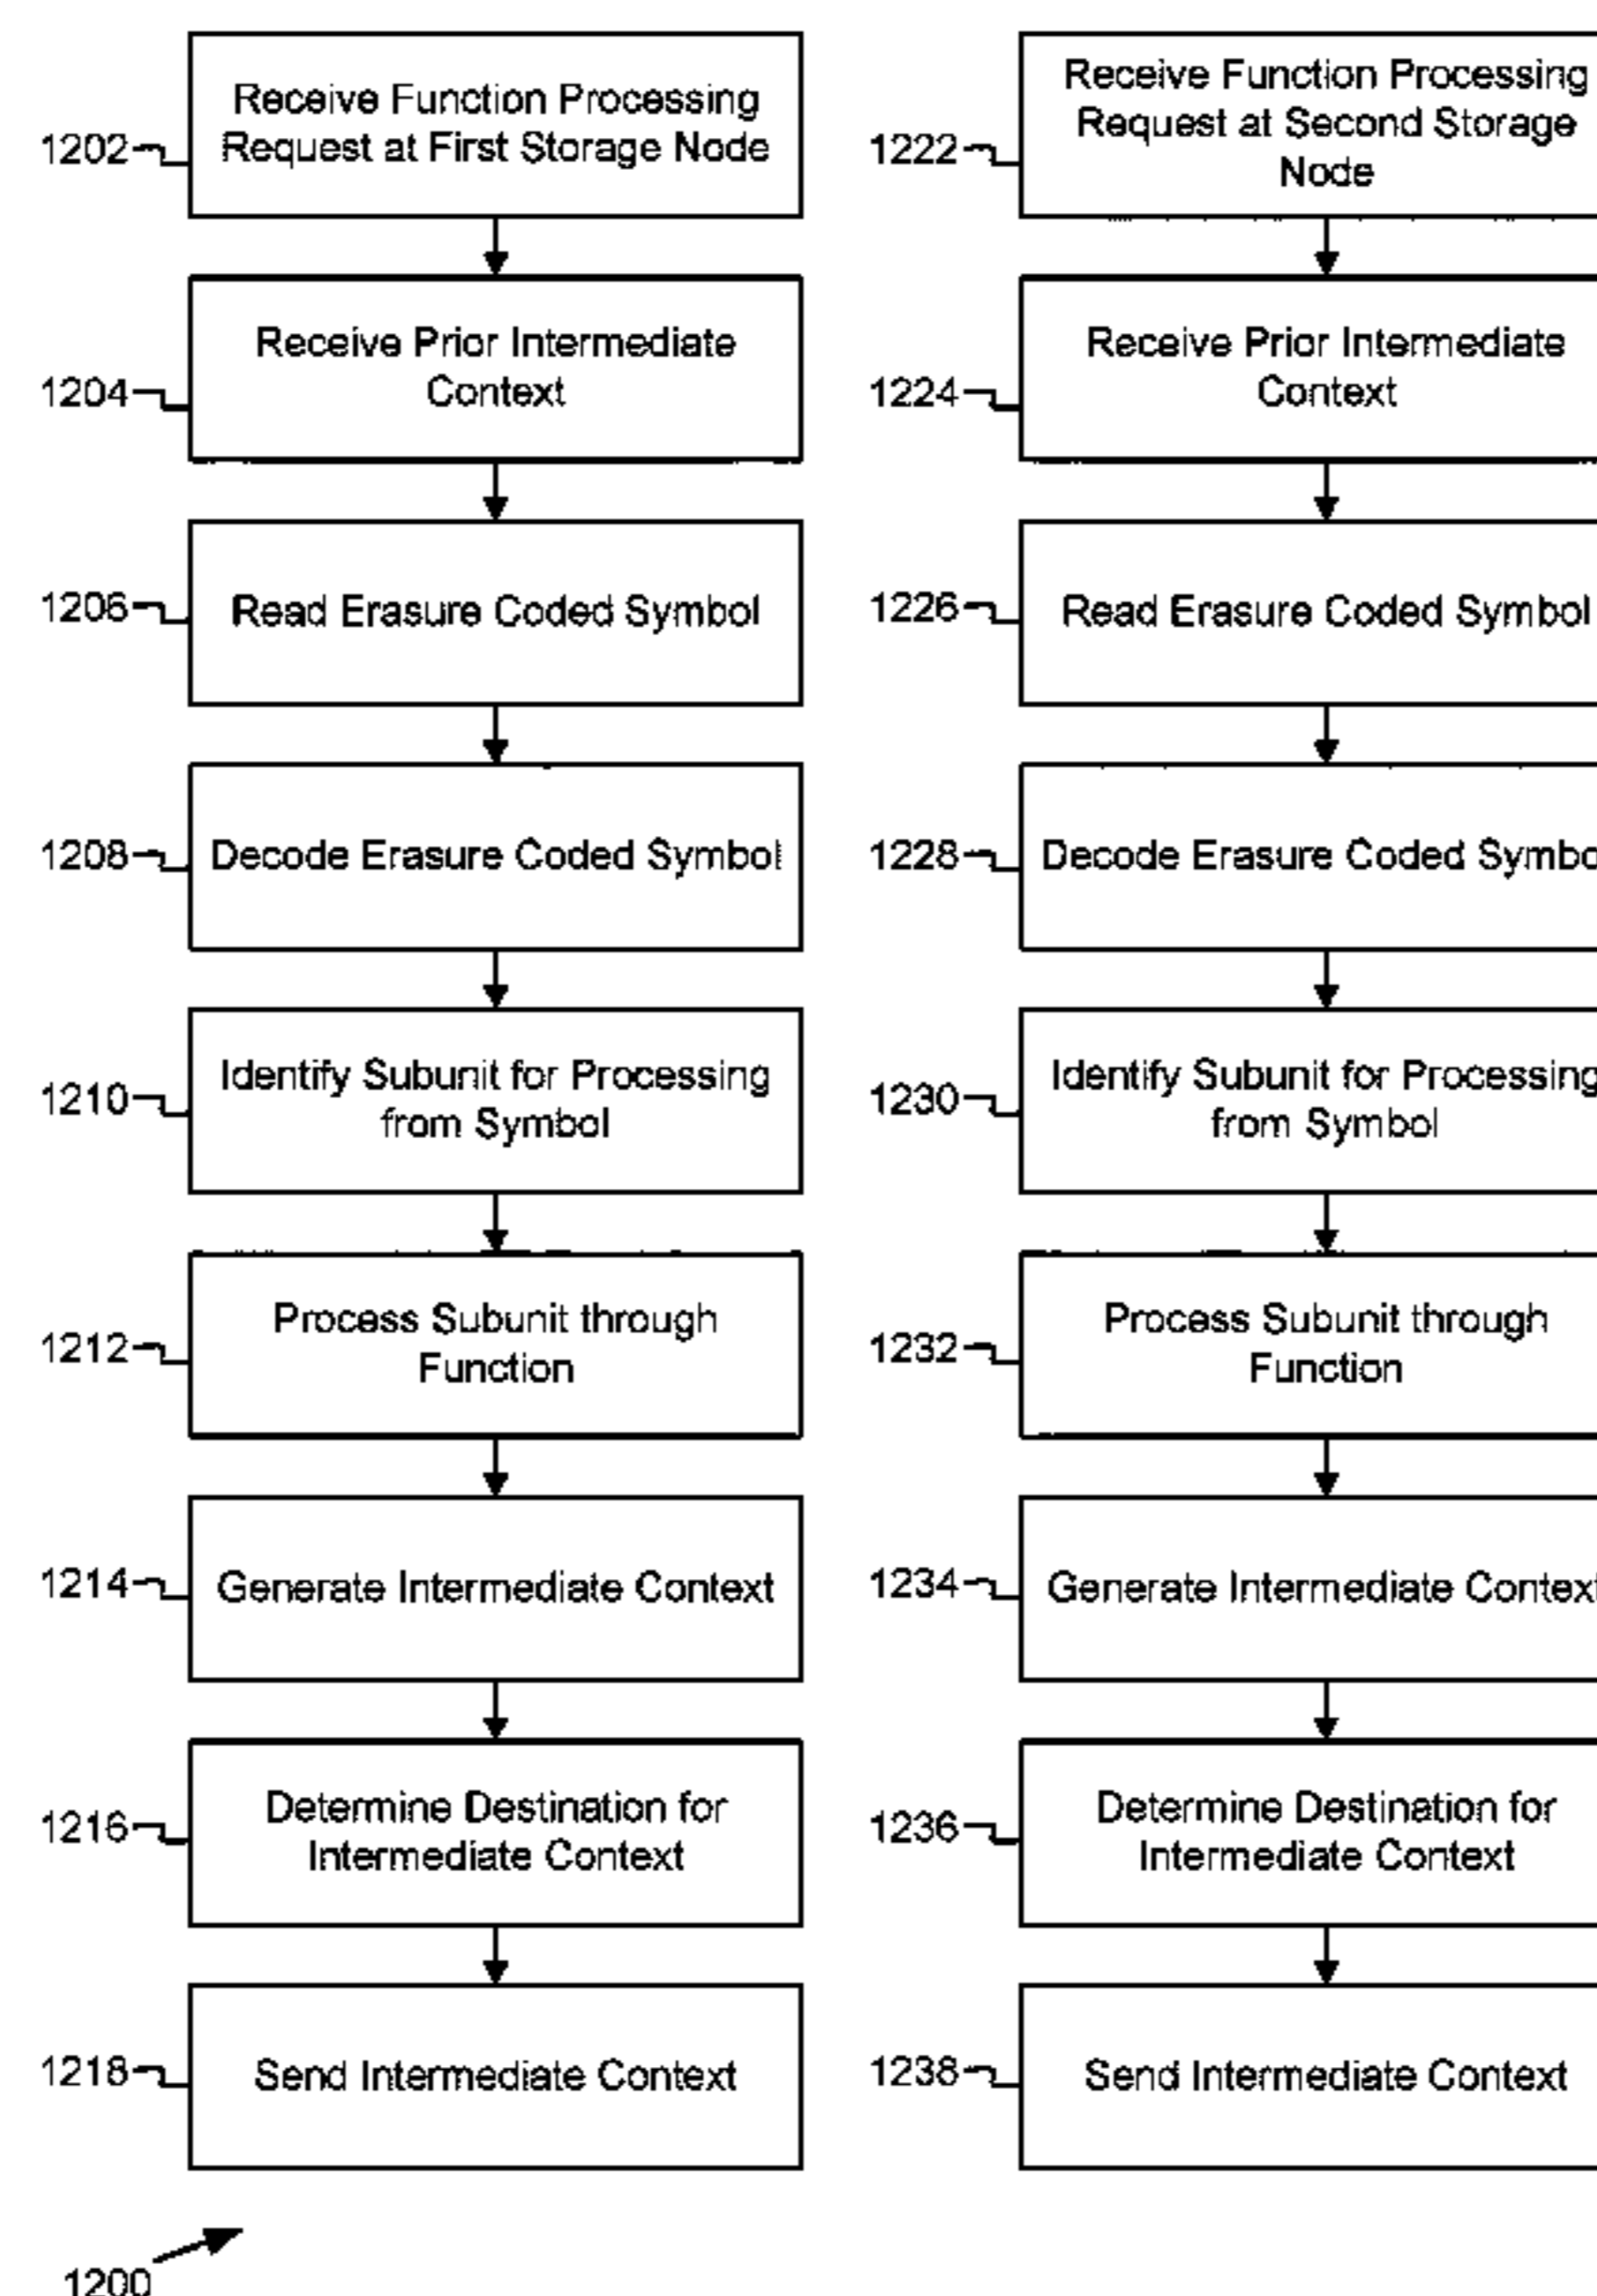 1202
Receive Function Processing
Request at First Storage Node
1204
Receive Prior Intermediate
Context
1206
Read Erasure Coded Symbol
1208
Decode Erasure Coded Symbol
1210
Identify Subunit for Processing
from Symbol
1212
Process Subunit through
Function
1214
Generate Intermediate Context
1216
Determine Destination for
Intermediate Context
1218
Send Intermediate Context
1222
Receive Function Processing
Request at Second Storage
Node
1224
Receive Prior Intermediate
Context
1226
Read Erasure Coded Symbol
1228
Decode Erasure Coded Symbo
1230
Identify Subunit for Processing
from Symbol
1232
Process Subunit through
Function
1234
Generate Intermediate Context
1236
Determine Destination for
Intermediate Context
1238
Send Intermediate Context
1200